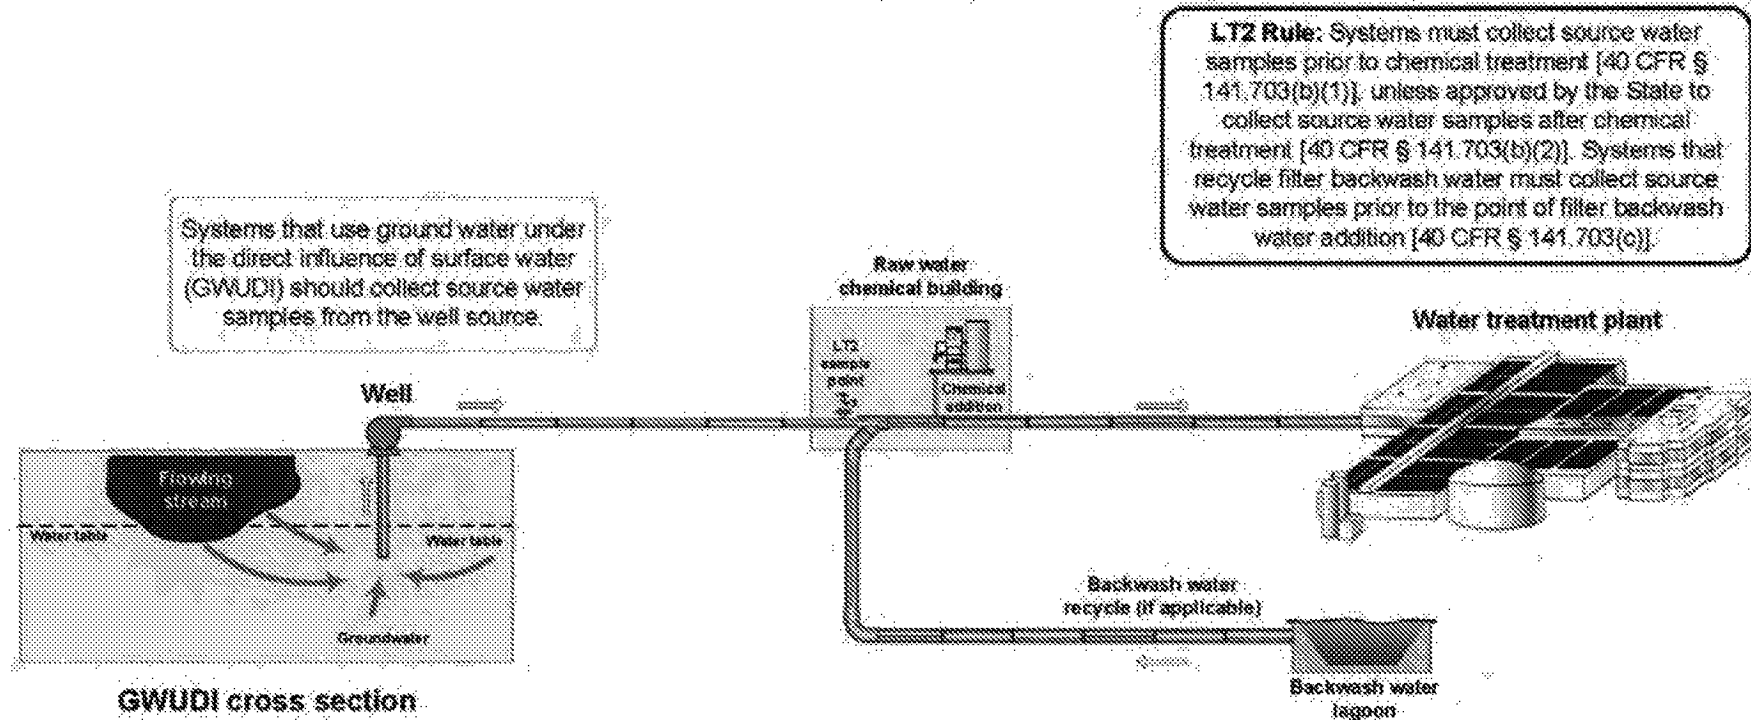 LT2 Rule: Systems must collect source water
samples prior to chemical treatment [40 CFR §
141.703(b)(1)], unless approved by the State to
collect source water samples after chemical
treatment [40 CFR § 141.703(b)(2)]. Systems that
recycle filter backwash water must collect source
water samples prior to the point of filter backwash
water addition [40 CFR § 141.703(c)].
Systems that use ground water under
the direct influence of surface water
(GWUDI) should collect source water
samples from the well source.
Raw water
chemical building
Water treatment plant
LT2
sample
point
Chemical
addition
Well
Flowing
stream
Water table
Water table
Groundwater
Backwash water
recycle (if applicable)
Backwash water
lagoon
GWUDI cross section